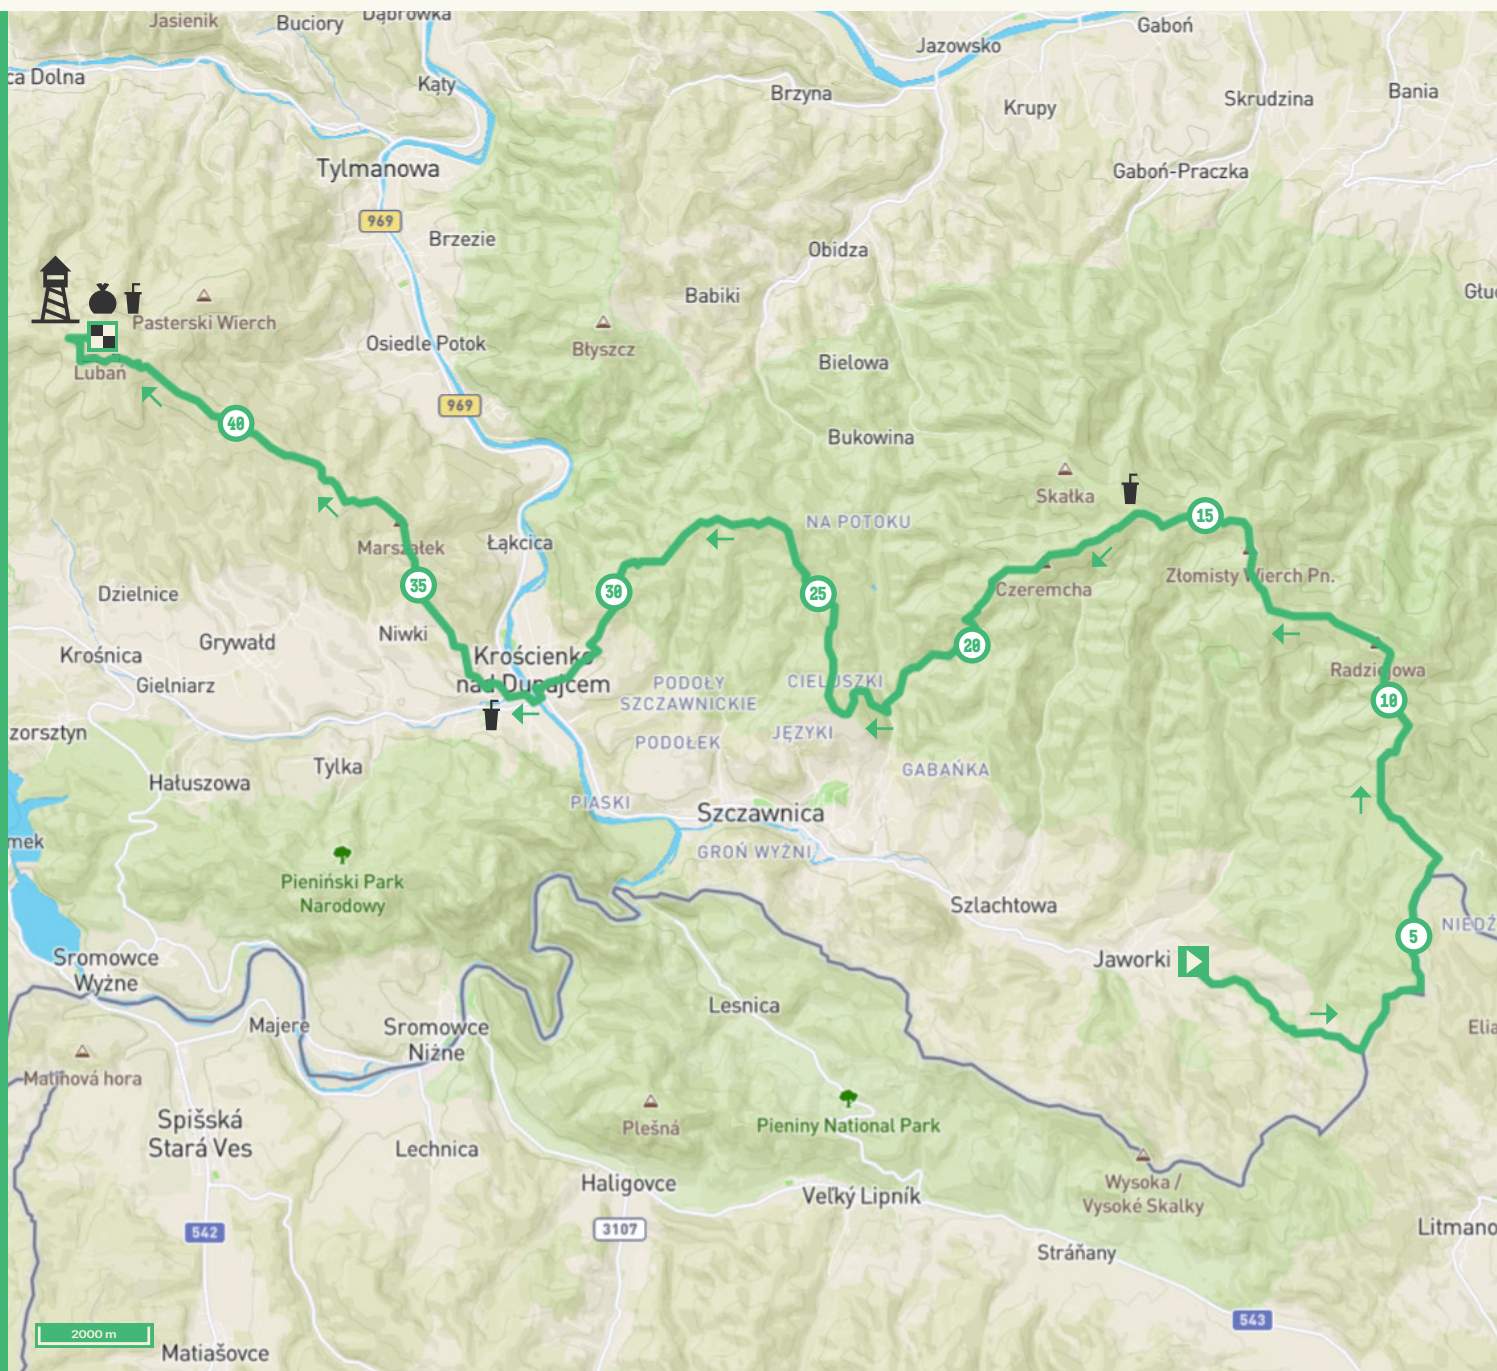 Jasienik
Buciory
Dąbrówka
Gaboń
Jazowsko
ca Dolna
Kąty
Brzyna
Krupy
Skrudzina
Bania
Tylmanowa
Gaboń-Praczka
969
Brzezie
Obidza
Babiki
Głuc
Pasterski Wierch
Osiedle Potok
Błyszcz
Bielowa
Lubań
969
40
Bukowina
Skałka
15
NA POTOKU
Marszałek
Łąkcica
Złomisty Wierch Pn.
Czeremcha
35
30
25
Dzielnice
Niwki
Grywałd
20
Krośnica
Krościenko
nad Dunajcem
Radziejowa
Gielniarz
PODOŁY
SZCZAWNICKIE
CIELUSZKI
10
zorsztyn
PODOŁEK
JĘZYKI
Tylka
Hałuszowa
GABAŃKA
PIASKI
Szczawnica
mek
GROŃ WYŻNI
Pieniński Park
Narodowy
Szlachtowa
NIEDŹ
5
Sromowce
Wyżne
Jaworki
Lesnica
Majere
Sromowce
Niżne
Elia
Matĭhová hora
Spišská
Stará Ves
Plešná
Pieniny National Park
Lechnica
Haligovce
Veľký Lipník
Wysoka /
Vysoké Skalky
542
3107
Litmano
Stráňany
543
2000 m
Matiašovce